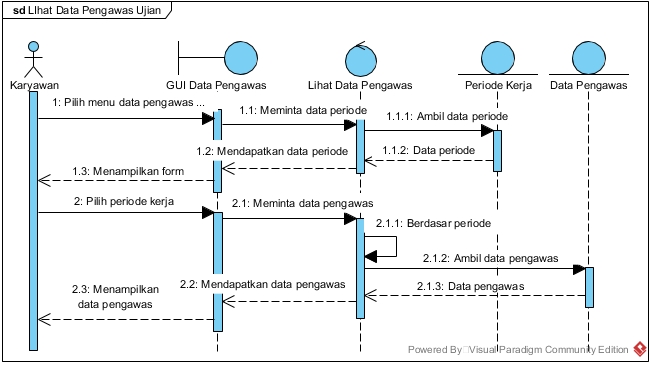 sd LIhat Data Pengawas Ujian
Karyawan
GUI Data Pengawas
Lihat Data Pengawas
Periode Kerja
Data Pengawas
1: Pilih menu data pengawas ...
1.1: Meminta data periode
1.1.1: Ambil data periode
1.1.2: Data periode
1.2: Mendapatkan data periode
1.3: Menampilkan form
2: Pilih periode kerja
2.1: Meminta data pengawas
2.1.1: Berdasar periode
2.1.2: Ambil data pengawas
2.1.3: Data pengawas
2.2: Mendapatkan data pengawas
2.3: Menampilkan
data pengawas
Powered By Visual Paradigm Community Edition